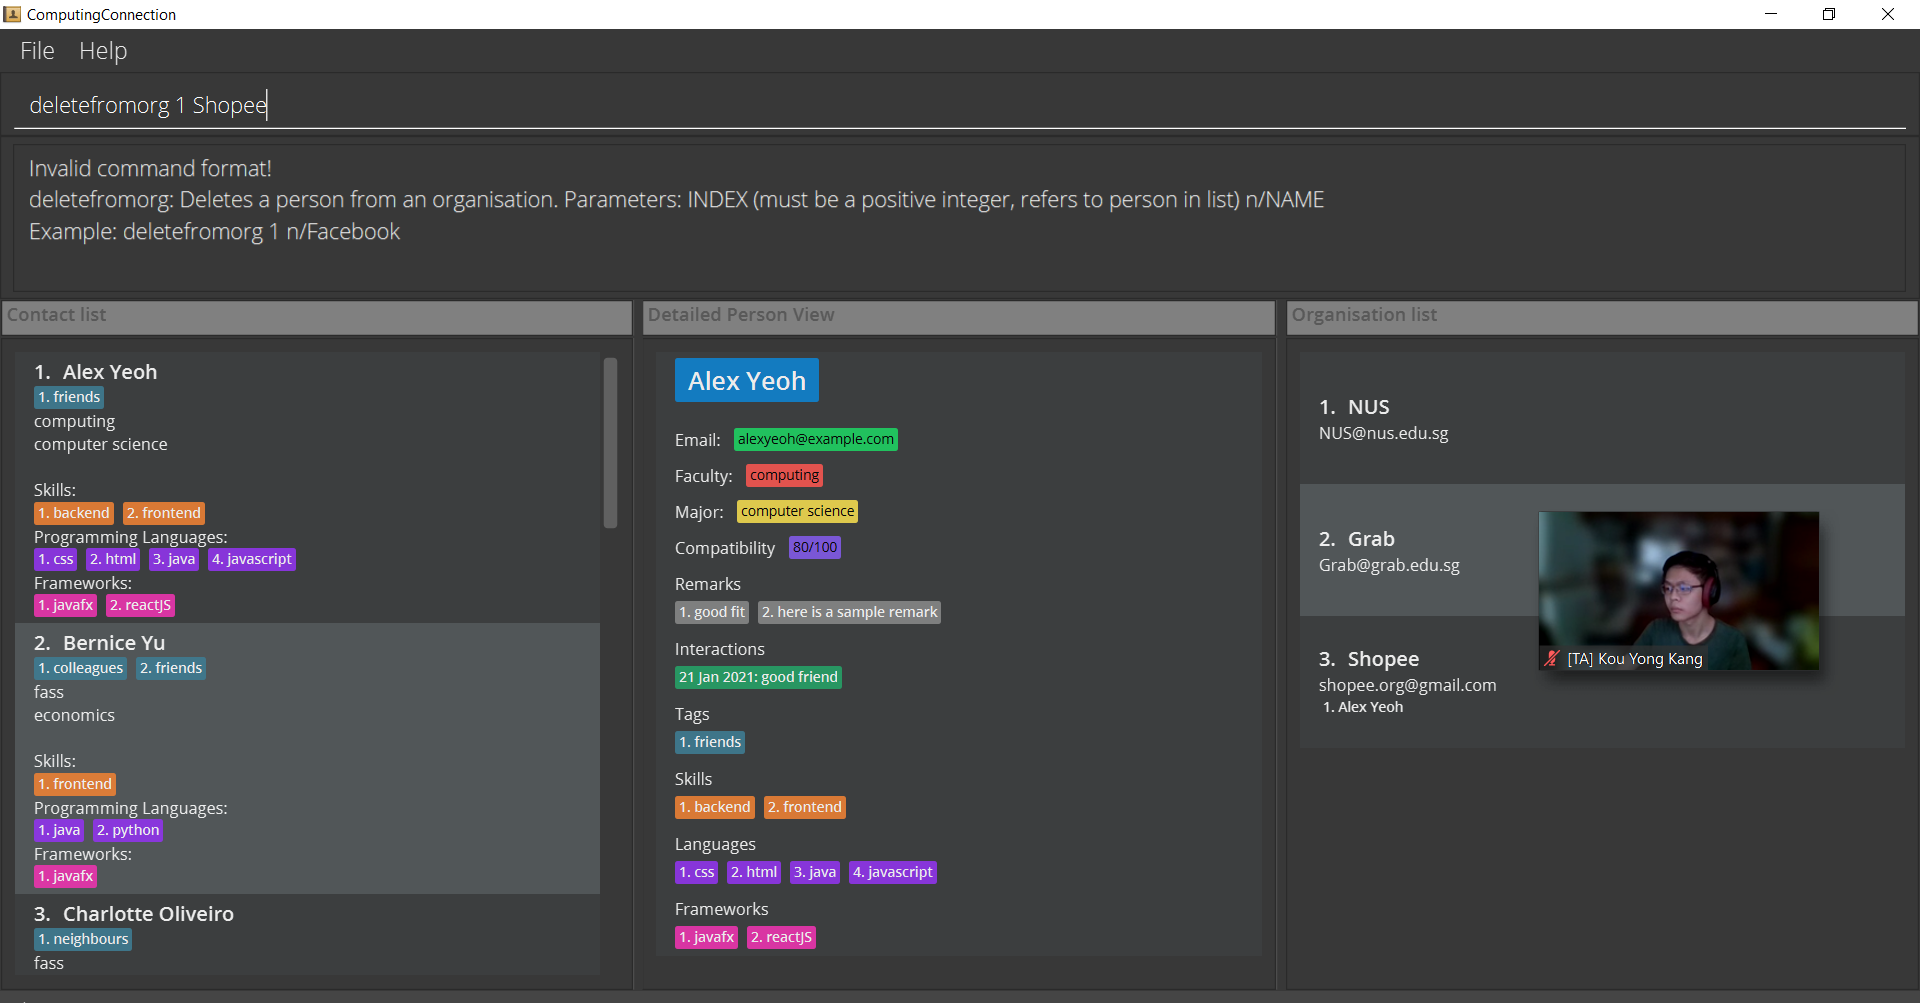 ComputingConnection
File Help
deletefromorg 1 Shopee
Invalid command format!
deletefromorg: Deletes a person from an organisation. Parameters: INDEX (must be a positive integer, refers to person in list) n/NAME
Example: deletefromorg 1 n/Facebook
Contact list
1. Alex Yeoh
1. friends
computing
computer science
Skills:
1. backend 2. frontend
Programming Languages:
1. css 2. html 3. java 4. javascript
Frameworks:
1. javafx 2. reactJS
2. Bernice Yu
1. colleagues 2. friends
fass
economics
Skills:
1. frontend
Programming Languages:
1. java 2. python
Frameworks:
1. javafx
3. Charlotte Oliveiro
1. neighbours
fass
Detailed Person View
Alex Yeoh
Email: alexyeoh@example.com
Faculty: computing
Major: computer science
Compatibility 80/100
Remarks
1. good fit 2. here is a sample remark
Interactions
21 Jan 2021: good friend
Tags
1. friends
Skills
1. backend 2. frontend
Languages
1. css 2. html 3. java 4. javascript
Frameworks
1. javafx 2. reactJS
Organisation list
1. NUS
NUS@nus.edu.sg
2. Grab
Grab@grab.edu.sg
3. Shopee
shopee.org@gmail.com
1. Alex Yeoh
[TA] Kou Yong Kang